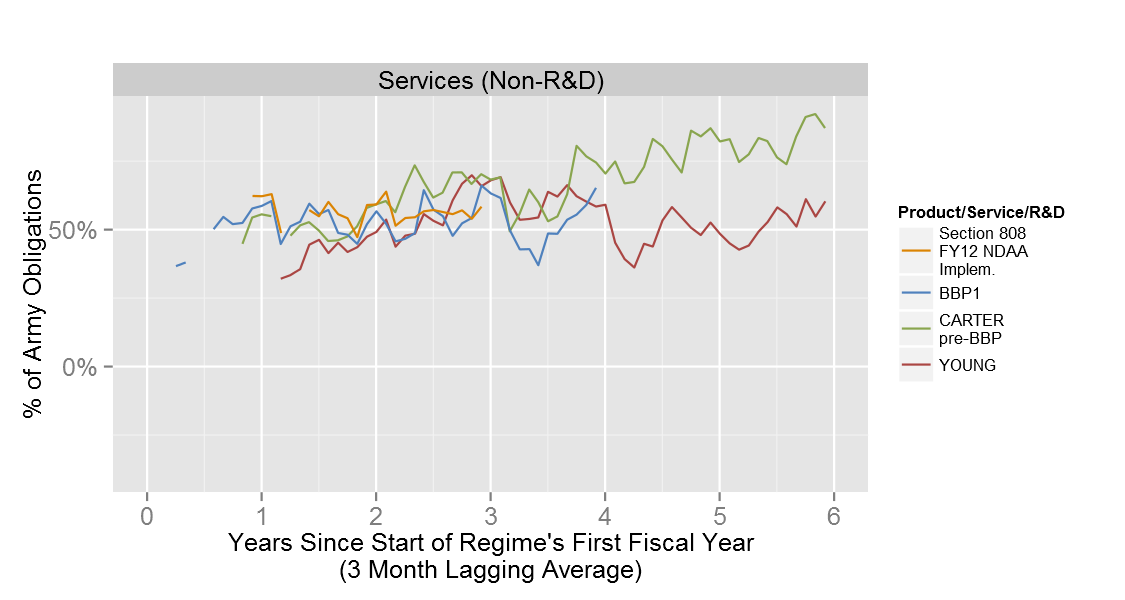 Services (Non-R&D)
% of Army Obligations
50%
0%
0 1 2 3 4 5 6
Years Since Start of Regime's First Fiscal Year
(3 Month Lagging Average)
Product/Service/R&D
Section 808
FY12 NDAA
Implem.
BBP1
CARTER
pre-BBP
YOUNG